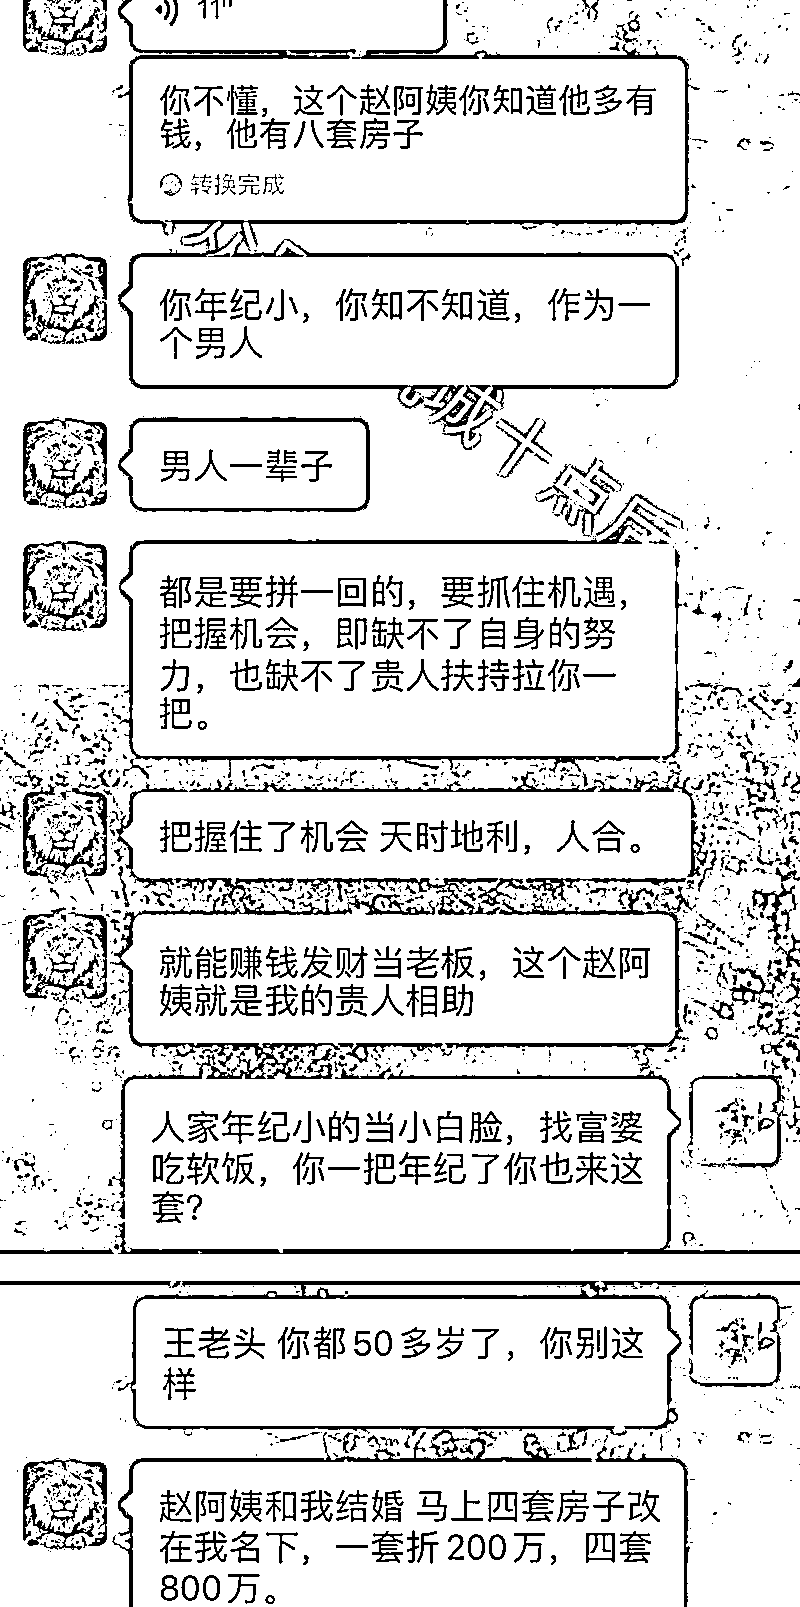 11"
你不懂，这个赵阿姨你知道他多有
钱，他有八套房子
转换完成
你年纪小，你知不知道，作为一
个男人
城十点
男人一辈子
都是要拼一回的，要抓住机遇，
把握机会，即缺不了自身的努
力，也缺不了贵人扶持拉你一
把。
把握住了机会 天时地利，人合。
就能赚钱发财当老板，这个赵阿
姨就是我的贵人相助
人家年纪小的当小白脸，找富婆
吃软饭，你一把年纪了你也来这
套？
王老头 你都50多岁了，你别这
样
赵阿姨和我结婚 马上四套房子改
在我名下，一套折200万，四套
800万。